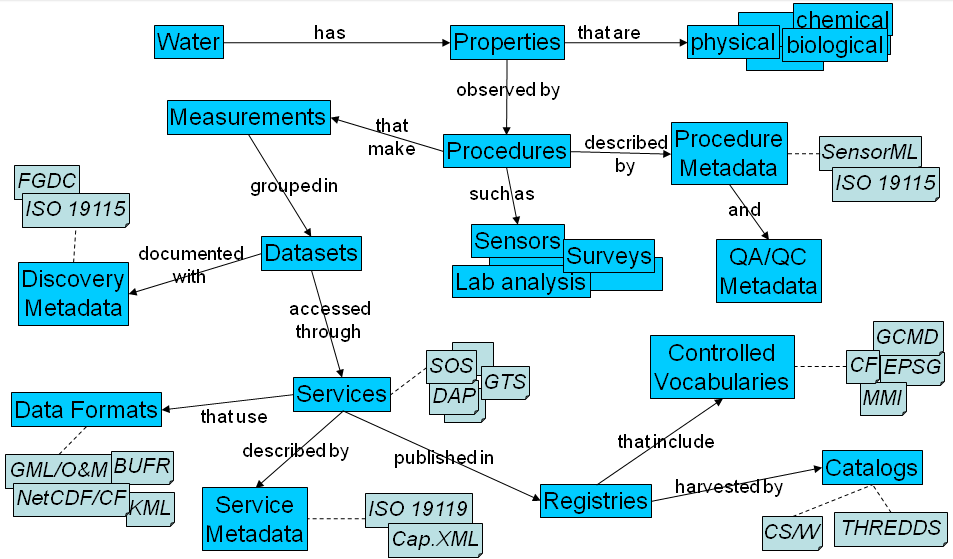 Water
has
Properties
that are
physical
chemical
biological
observed by
Measurements
that
make
Procedures
described
by
Procedure
Metadata
SensorML
ISO 19115
FGDC
ISO 19115
grouped in
such as
and
Datasets
Sensors
Surveys
Lab analysis
QA/QC
Metadata
documented
with
Discovery
Metadata
accessed
through
Controlled
Vocabularies
GCMD
CF
EPSG
MMI
SOS
GTS
DAP
Services
Data Formats
that use
described by
published in
that include
GML/O&M
BUFR
NetCDF/CF
KML
Service
Metadata
ISO 19119
Cap.XML
Registries
harvested by
Catalogs
CS/W
THREDDS